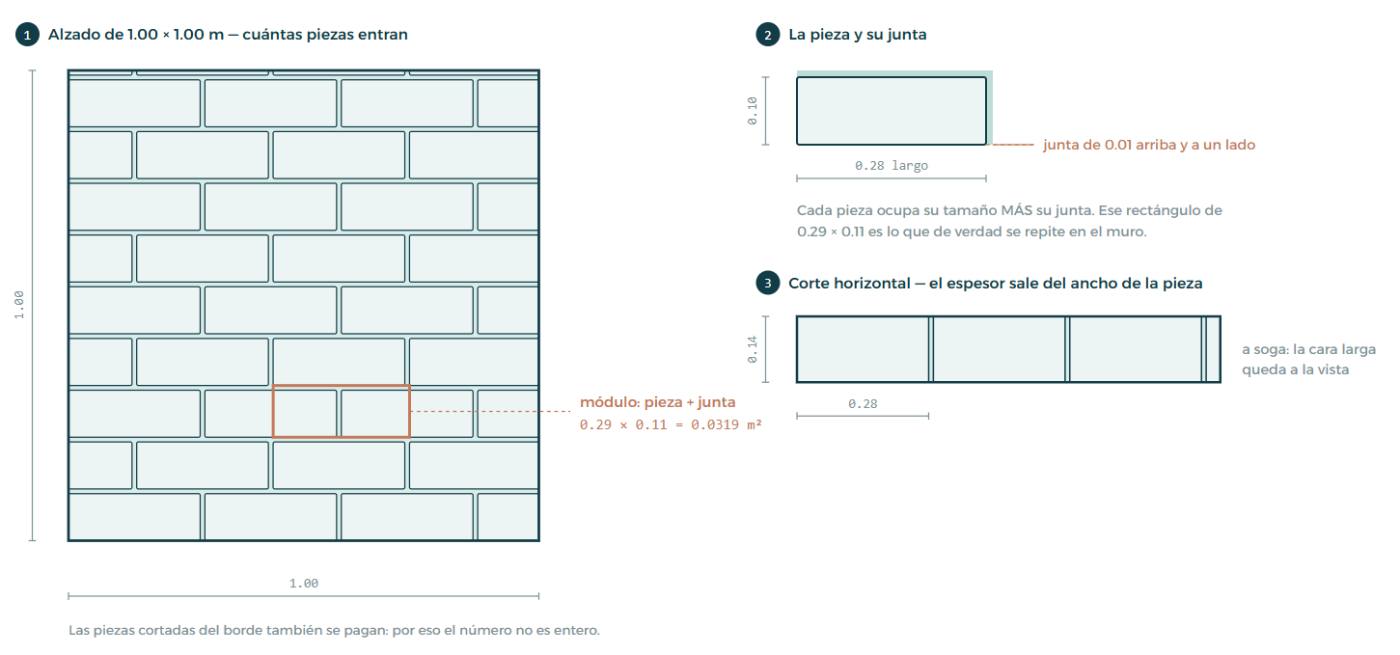 1 Alzado de 1.00 × 1.00 m — cuántas piezas entran
1.00
módulo: pieza + junta
0.29 × 0.11 = 0.0319 m²
1.00
Las piezas cortadas del borde también se pagan: por eso el número no es entero.
2 La pieza y su junta
0.10
junta de 0.01 arriba y a un lado
0.28 largo
Cada pieza ocupa su tamaño MÁS su junta. Ese rectángulo de
0.29 × 0.11 es lo que de verdad se repite en el muro.
3 Corte horizontal — el espesor sale del ancho de la pieza
0.14
a soga: la cara larga
queda a la vista
0.28